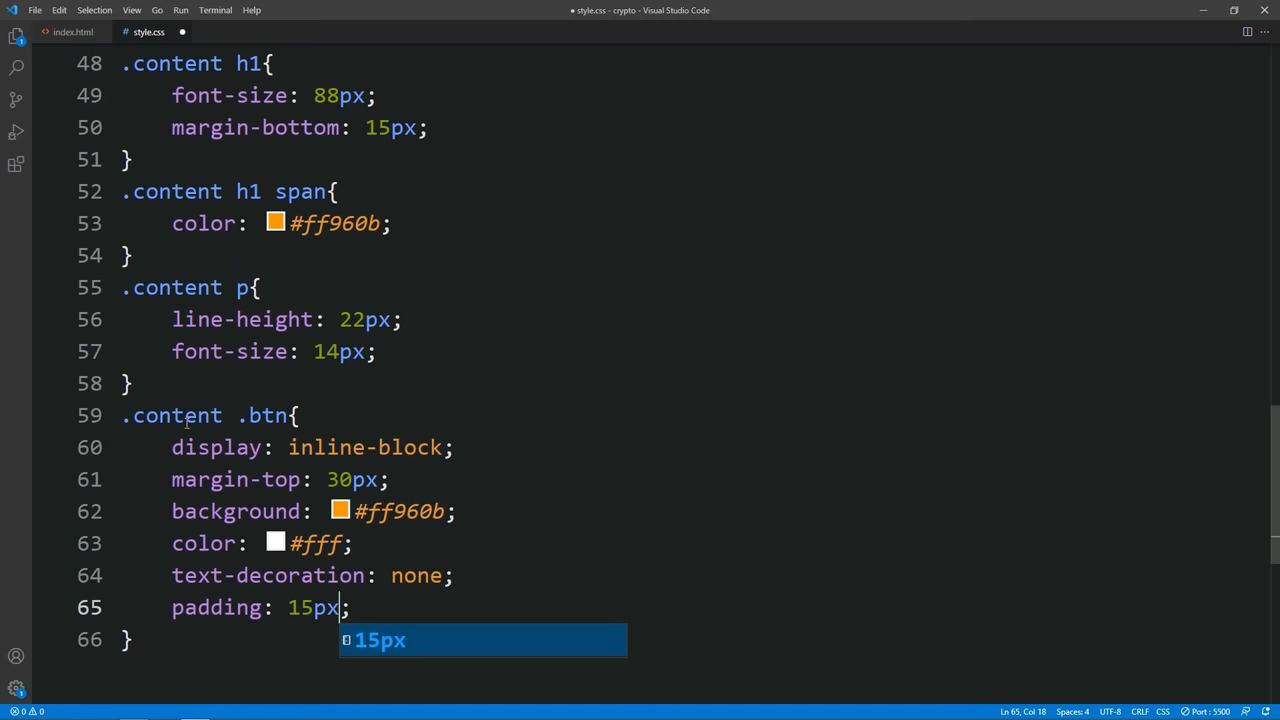 File Edit Selection View Go Run Terminal Help
● style.css - crypto - Visual Studio Code
index.html style.css
48 .content h1{
49 font-size: 88px;
50 margin-bottom: 15px;
51 }
52 .content h1 span{
53 color: #ff960b;
54 }
55 .content p{
56 line-height: 22px;
57 font-size: 14px;
58 }
59 .content .btn{
60 display: inline-block;
61 margin-top: 30px;
62 background: #ff960b;
63 color: #fff;
64 text-decoration: none;
65 padding: 15px;
15px
66 }
0 0 Ln 65, Col 18 Spaces: 4 UTF-8 CRLF CSS Port : 5500